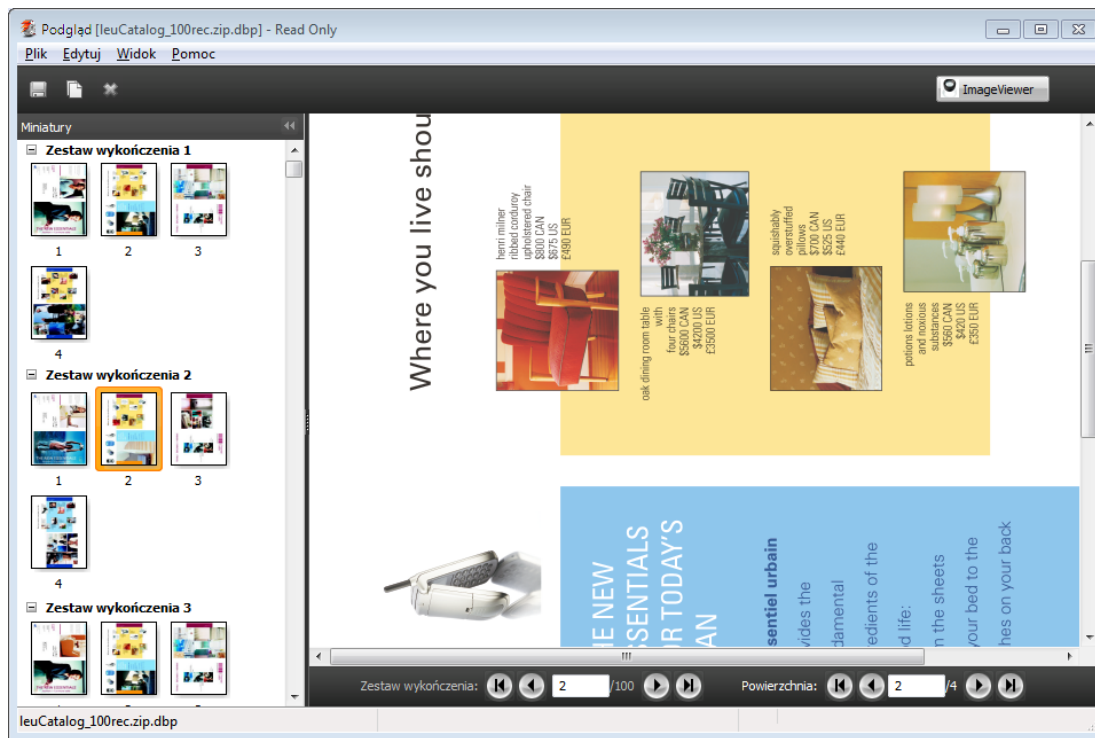 Podgląd [leuCatalog_100rec.zip.dbp] - Read Only
Plik Edytuj Widok Pomoc
ImageViewer
Miniatury
Zestaw wykończenia 1
1 2 3
4
Zestaw wykończenia 2
1 2 3
4
Zestaw wykończenia 3
Where you live shou
henri milner
ribbed corduroy
upholstered chair
$800 CAN
$675 US
£490 EUR
oak dining room table
with
four chairs
$5600 CAN
$4200 US
£3500 EUR
squishably
overstuffed
pillows
$700 CAN
$525 US
£440 EUR
potions lotions
and noxious
substances
$560 CAN
$420 US
£350 EUR
HE NEW
SSENTIALS
R TODAY'S
AN
sentiel urbain
vides the
damental
redients of the
d life:
m the sheets
your bed to the
hes on your back
Zestaw wykończenia: 2 /100 Powierzchnia: 2 /4
leuCatalog_100rec.zip.dbp